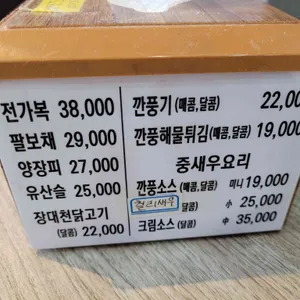 전가복 38,000
팔보채 29,000
양장피 27,000
유산슬 25,000
장대천닭고기
(달콤) 22,000
깐풍기 (매콤,달콤) 22,00
깐풍해물튀김 (매콤,달콤) 19,000
중새우요리
깐풍소스 (매콤,달콤) 미니 19,000
칠리새우 달콤) 小 25,000
크림소스 (달콤) 中 35,000